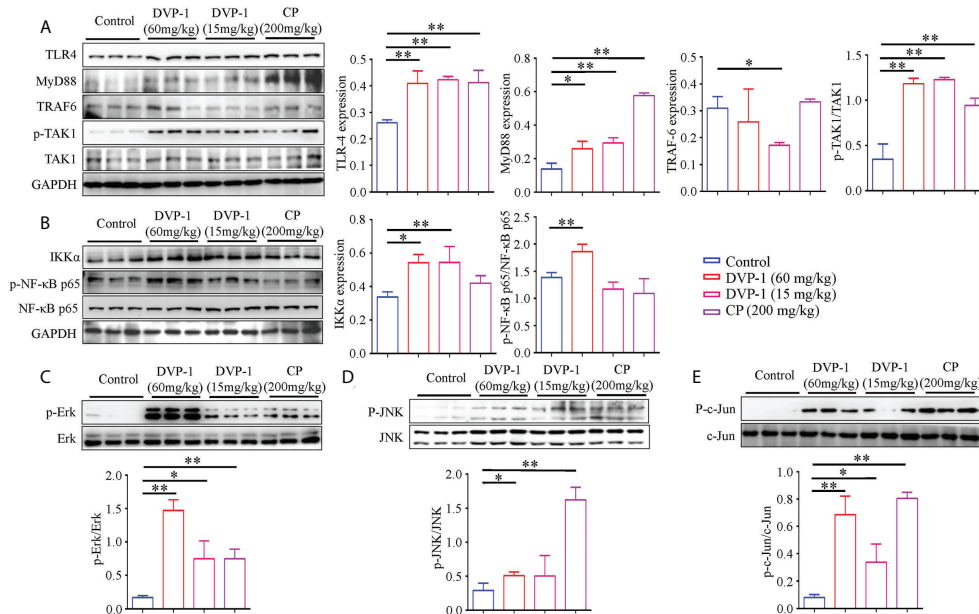 A
Control
DVP-1
(60mg/kg)
DVP-1
(15mg/kg)
CP
(200mg/kg)
TLR4
MyD88
TRAF6
p-TAK1
TAK1
GAPDH
TLR-4 expression
0.6
0.4
0.2
0.0
**
**
**
MyD88 expression
0.8
0.6
0.4
0.2
0.0
**
**
*
TRAF-6 expression
0.5
0.4
0.3
0.2
0.1
0.0
*
p-TAK1/TAK1
1.5
1.0
0.5
0.0
**
**
**
B
Control
DVP-1
(60mg/kg)
DVP-1
(15mg/kg)
CP
(200mg/kg)
IKKα
p-NF-κB p65
NF-κB p65
GAPDH
IKKα expression
0.8
0.6
0.4
0.2
0.0
**
*
p-NF-κB p65/NF-κB p65
2.5
2.0
1.5
1.0
0.5
0.0
**
Control
DVP-1 (60 mg/kg)
DVP-1 (15 mg/kg)
CP (200 mg/kg)
C
Control
DVP-1
(60mg/kg)
DVP-1
(15mg/kg)
CP
(200mg/kg)
p-Erk
Erk
p-Erk/Erk
2.0
1.5
1.0
0.5
0.0
**
*
**
D
Control
DVP-1
(60mg/kg)
DVP-1
(15mg/kg)
CP
(200mg/kg)
P-JNK
JNK
p-JNK/JNK
2.0
1.5
1.0
0.5
0.0
**
*
E
Control
DVP-1
(60mg/kg)
DVP-1
(15mg/kg)
CP
(200mg/kg)
P-c-Jun
c-Jun
p-c-Jun/c-Jun
1.0
0.8
0.6
0.4
0.2
0.0
**
*
**